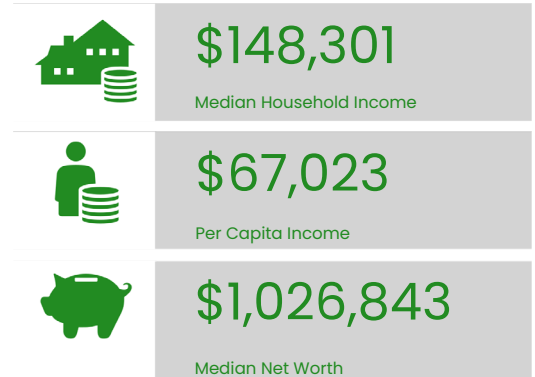 $148,301
Median Household Income
$67,023
Per Capita Income
$1,026,843
Median Net Worth